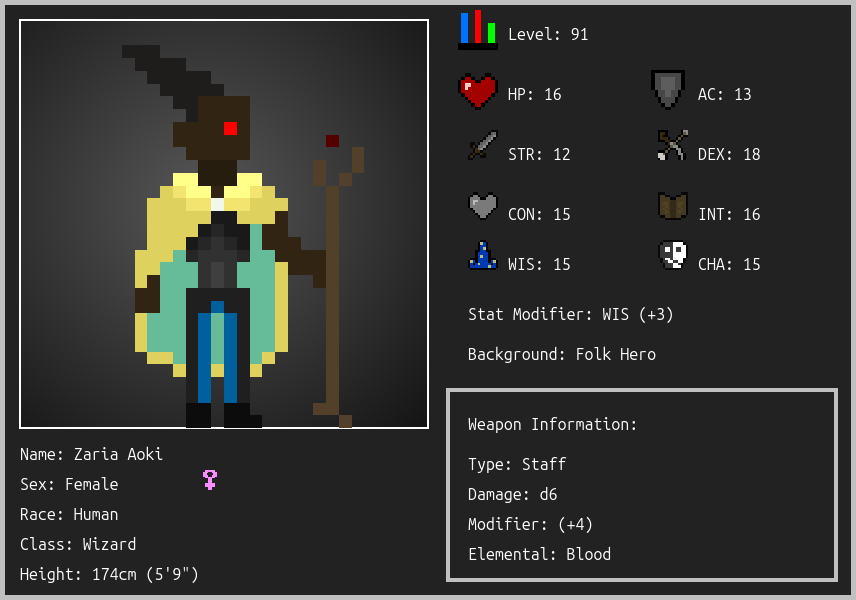 Level: 91
HP: 16
AC: 13
STR: 12
DEX: 18
CON: 15
INT: 16
WIS: 15
CHA: 15
Stat Modifier: WIS (+3)
Background: Folk Hero
Weapon Information:
Type: Staff
Damage: d6
Modifier: (+4)
Elemental: Blood
Name: Zaria Aoki
Sex: Female
Race: Human
Class: Wizard
Height: 174cm (5'9")